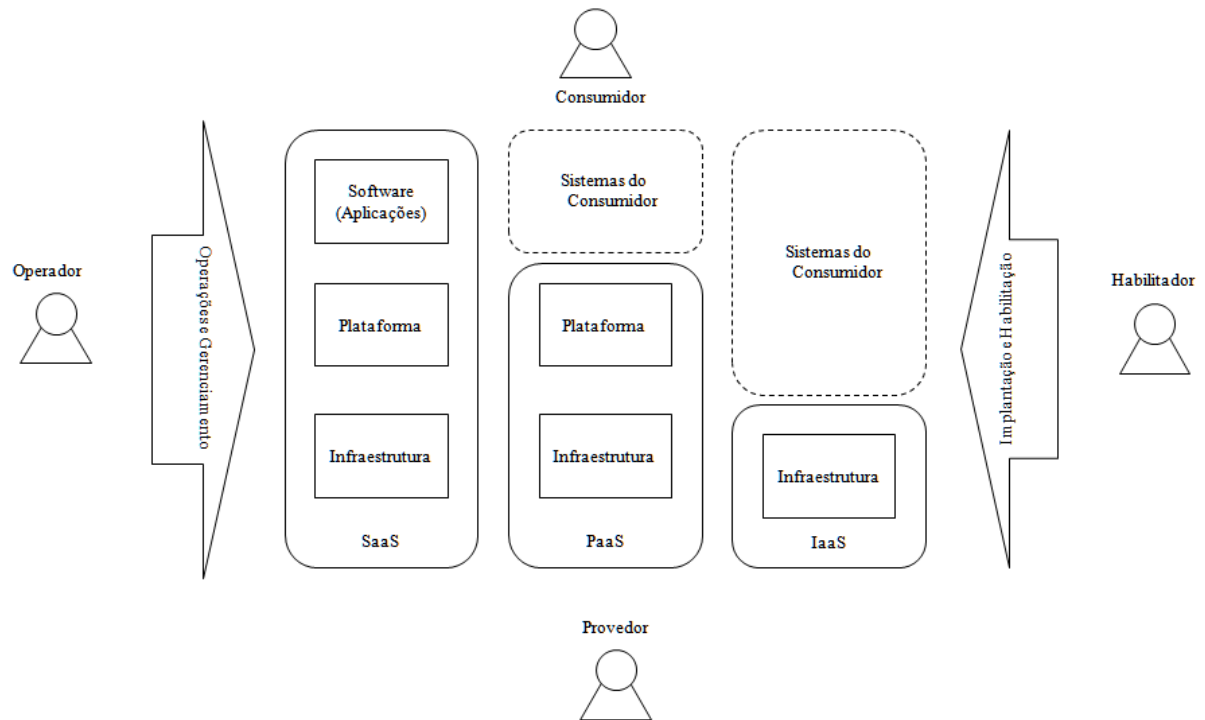 Consumidor
Operador
Operações e Gerenciamento
Software
(Aplicações)
Plataforma
Infraestrutura
SaaS
Sistemas do
Consumidor
Plataforma
Infraestrutura
PaaS
Sistemas do
Consumidor
Infraestrutura
IaaS
Implantação e Habilitação
Habilitador
Provedor